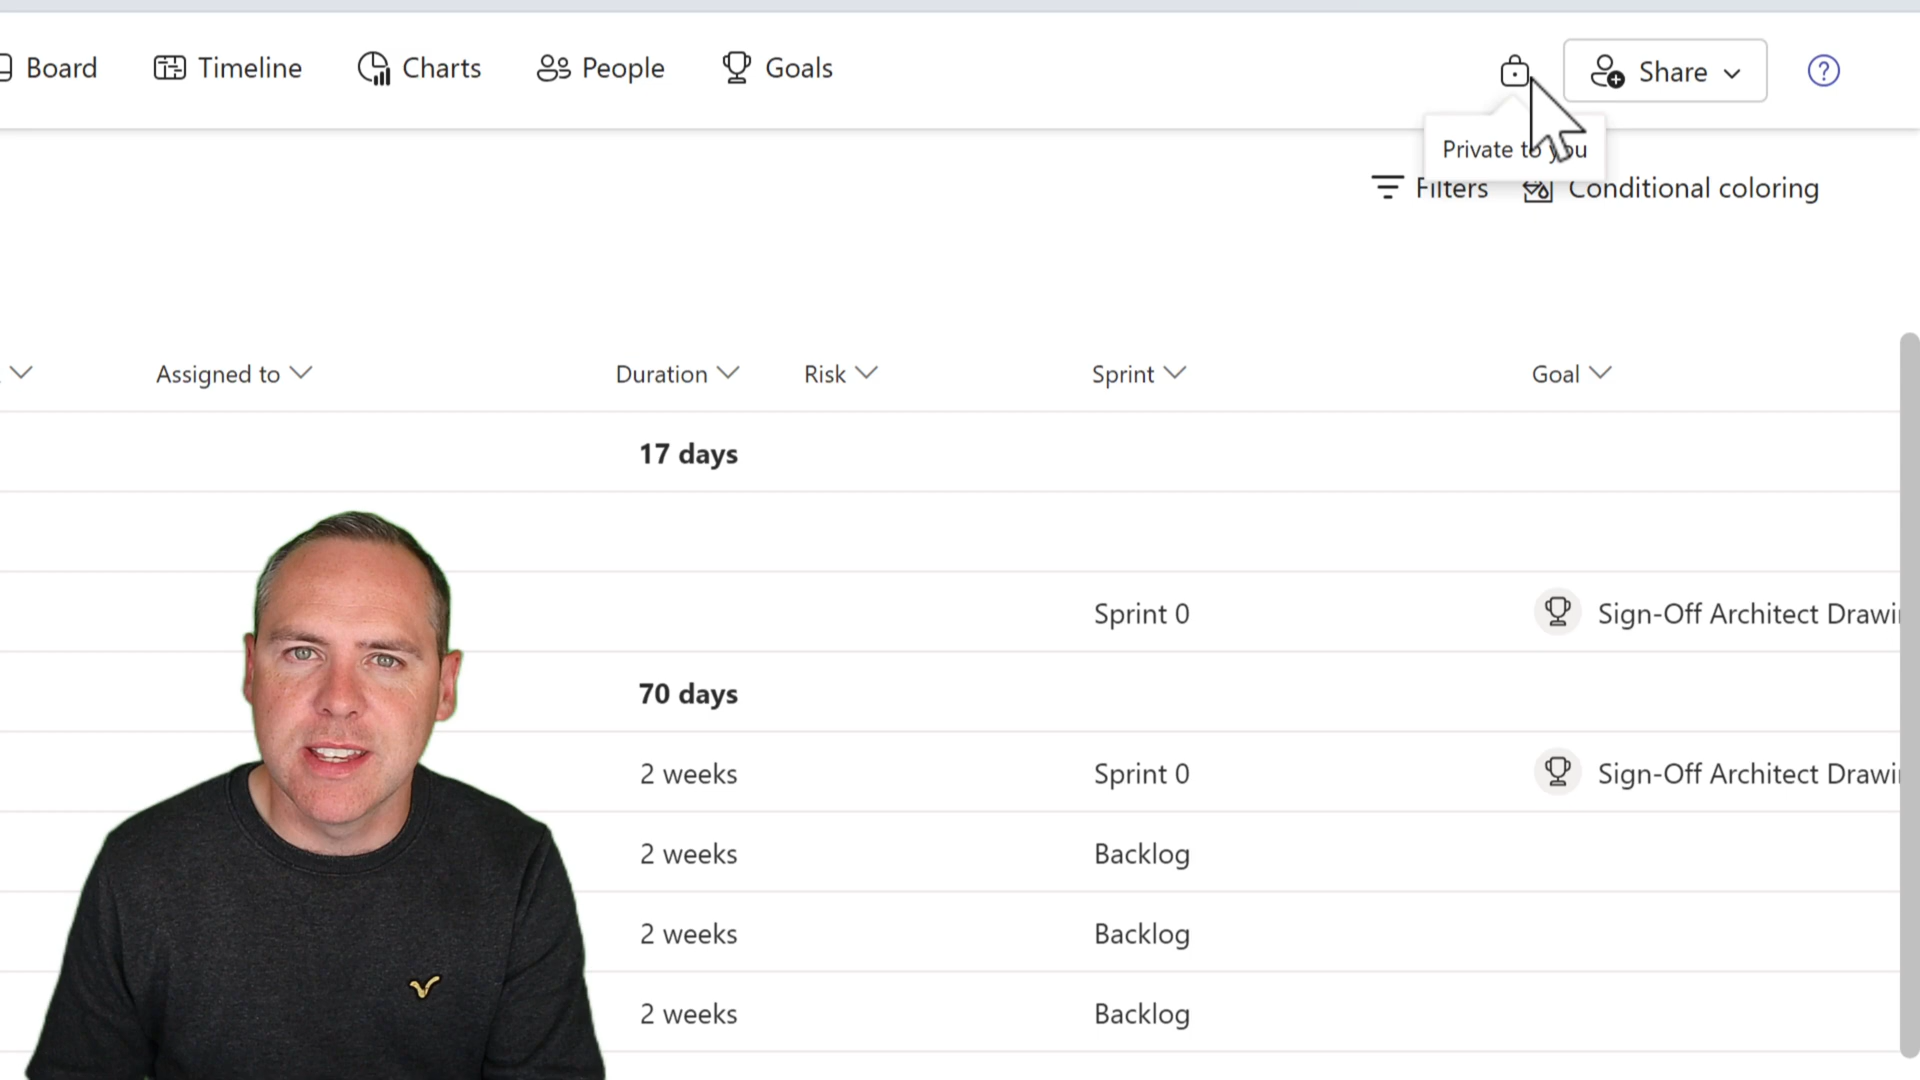 Board Timeline Charts People Goals Share
Private to you
Filters Conditional coloring
Assigned to Duration Risk Sprint Goal
17 days
Sprint 0 Sign-Off Architect Drawi
70 days
2 weeks Sprint 0 Sign-Off Architect Drawi
2 weeks Backlog
2 weeks Backlog
2 weeks Backlog